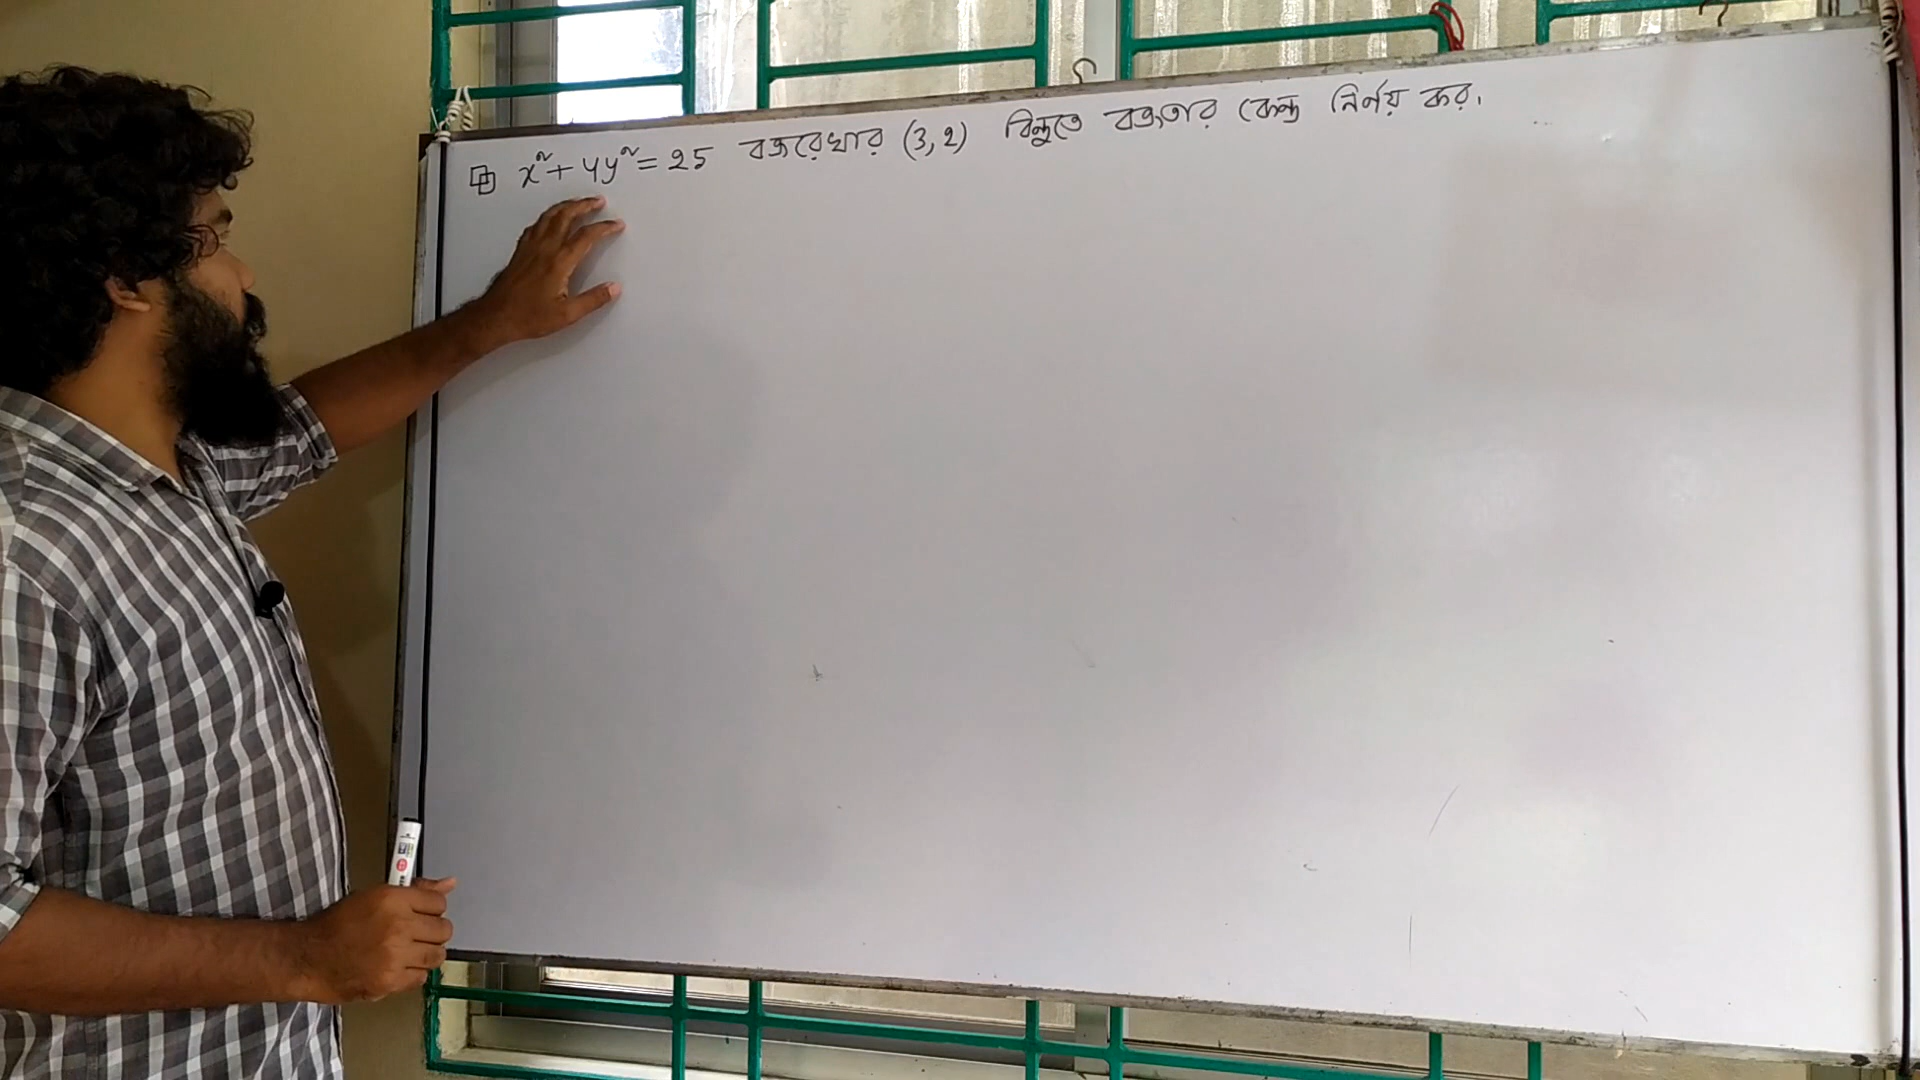 x² + 4y² = 25 বক্ররেখার (3, 2) বিন্দুতে বক্রতার কেন্দ্র নির্ণয় কর।